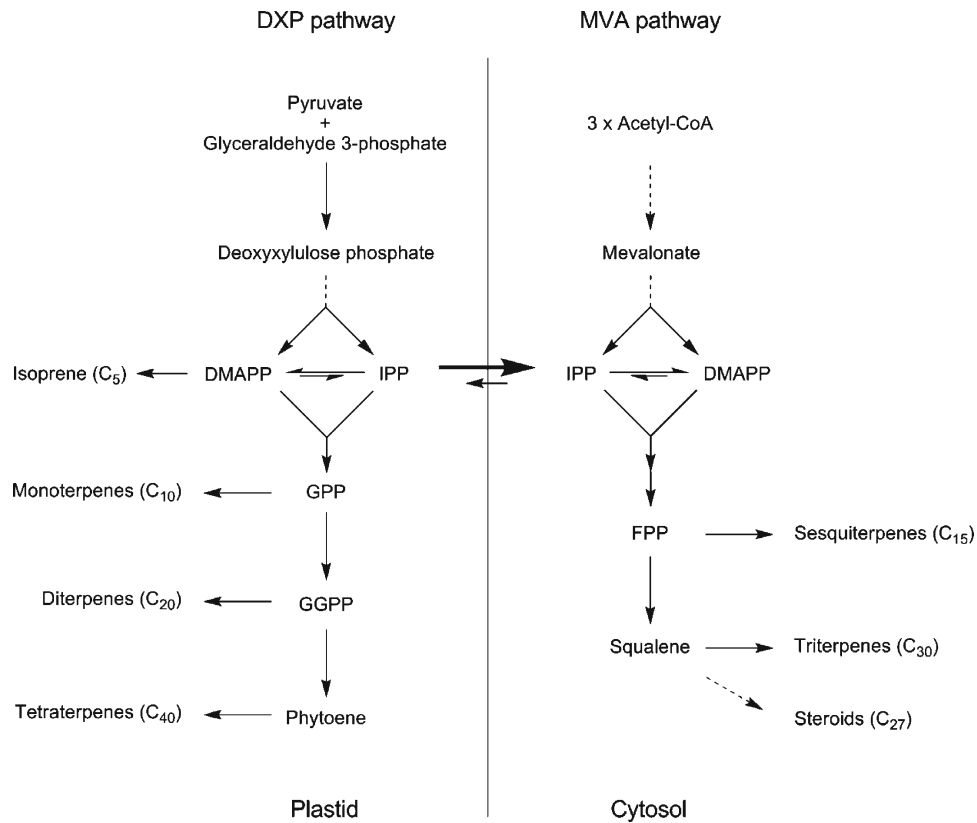 DXP pathway
MVA pathway
Pyruvate
+
Glyceraldehyde 3-phosphate
3 x Acetyl-CoA
Deoxyxylulose phosphate
Mevalonate
Isoprene (C5)
DMAPP
IPP
IPP
DMAPP
Monoterpenes (C10)
GPP
FPP
Sesquiterpenes (C15)
Diterpenes (C20)
GGPP
Squalene
Triterpenes (C30)
Tetraterpenes (C40)
Phytoene
Steroids (C27)
Plastid
Cytosol